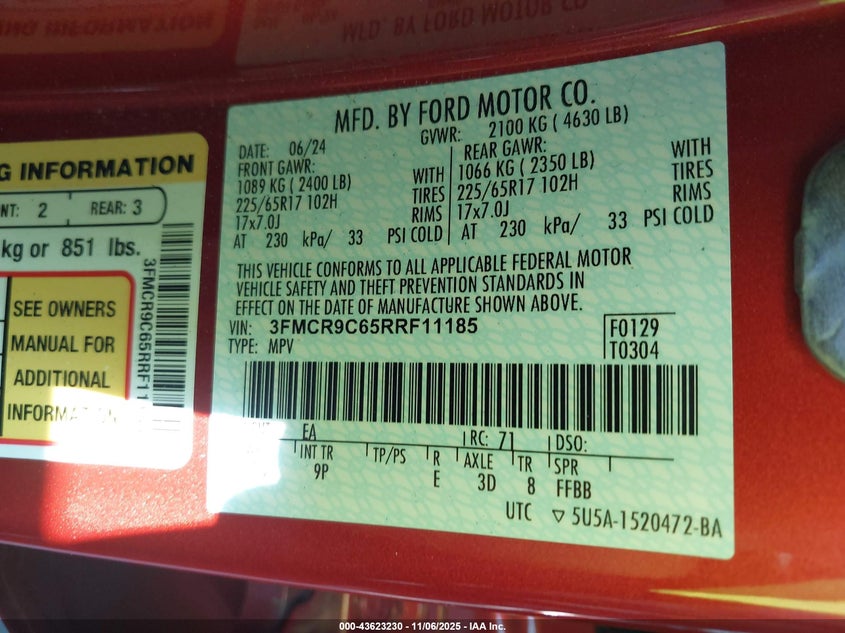 MFD. BY FORD MOTOR CO.
MFD. BY FORD MOTOR CO.
DATE: 06/24
GVWR: 2100 KG ( 4630 LB)
FRONT GAWR: WITH
1089 KG ( 2400 LB) TIRES
225/65R17 102H RIMS
17x7.0J
AT 230 kPa/ 33 PSI COLD
REAR GAWR: WITH
1066 KG ( 2350 LB) TIRES
225/65R17 102H RIMS
17x7.0J
AT 230 kPa/ 33 PSI COLD
THIS VEHICLE CONFORMS TO ALL APPLICABLE FEDERAL MOTOR
VEHICLE SAFETY AND THEFT PREVENTION STANDARDS IN
EFFECT ON THE DATE OF MANUFACTURE SHOWN ABOVE.
VIN: 3FMCR9C65RRF11185
TYPE: MPV
F0129
T0304
EA
RC: 71 DSO:
INT TR TP/PS R AXLE TR SPR
9P E 3D 8 FFBB
UTC ▽ 5U5A-1520472-BA
G INFORMATION
NT: 2 REAR: 3
kg or 851 lbs.
SEE OWNERS
MANUAL FOR
ADDITIONAL
INFORMATION
3FMCR9C65RRF11
000-43623230 - 11/06/2025 - IAA Inc.